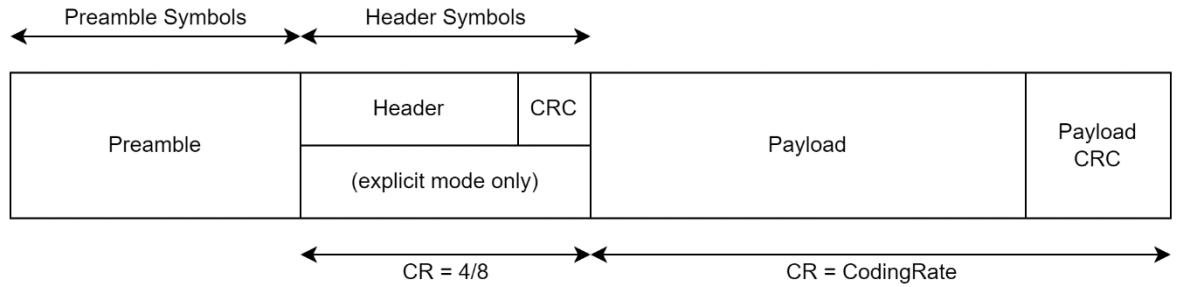 Preamble Symbols
Header Symbols
Preamble
Header
CRC
(explicit mode only)
Payload
Payload
CRC
CR = 4/8
CR = CodingRate